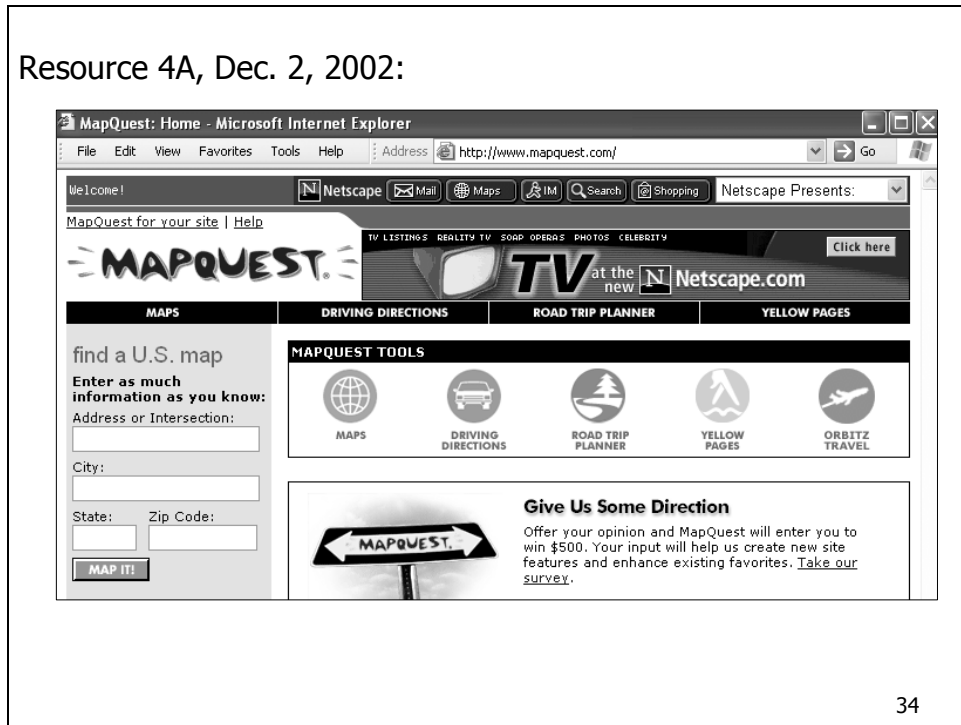 Resource 4A, Dec. 2, 2002:
MapQuest: Home - Microsoft Internet Explorer
File Edit View Favorites Tools Help Address http://www.mapquest.com/ Go
Welcome! N Netscape Mail Maps IM Search Shopping Netscape Presents:
MapQuest for your site | Help
MAPQUEST.
TV LISTINGS REALITY TV SOAP OPERAS PHOTOS CELEBRITY
Click here
TV at the new N Netscape.com
MAPS DRIVING DIRECTIONS ROAD TRIP PLANNER YELLOW PAGES
find a U.S. map
Enter as much
information as you know:
Address or Intersection:
City:
State: Zip Code:
MAP IT!
MAPQUEST TOOLS
MAPS DRIVING DIRECTIONS ROAD TRIP PLANNER YELLOW PAGES ORBITZ TRAVEL
MAPQUEST.
Give Us Some Direction
Offer your opinion and MapQuest will enter you to
win $500. Your input will help us create new site
features and enhance existing favorites. Take our
survey.
34